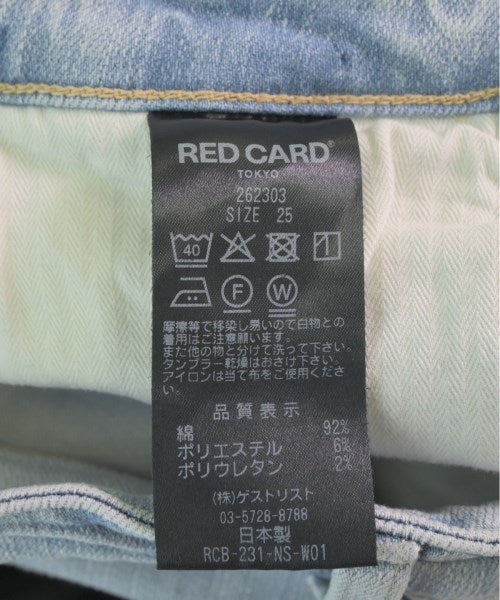 RED CARD®
TOKYO
262303
SIZE 25
40
F W
摩擦等で移染し易いので白物との
着用はご注意願います。
また他の物と分けて洗って下さい。
タンブラー乾燥はおさけ下さい。
アイロンは当て布をご使用くださ
い。
品質表示
綿 92%
ポリエステル 6%
ポリウレタン 2%
(株)ゲストリスト
03-5728-8788
日本製
RCB-231-NS-W01